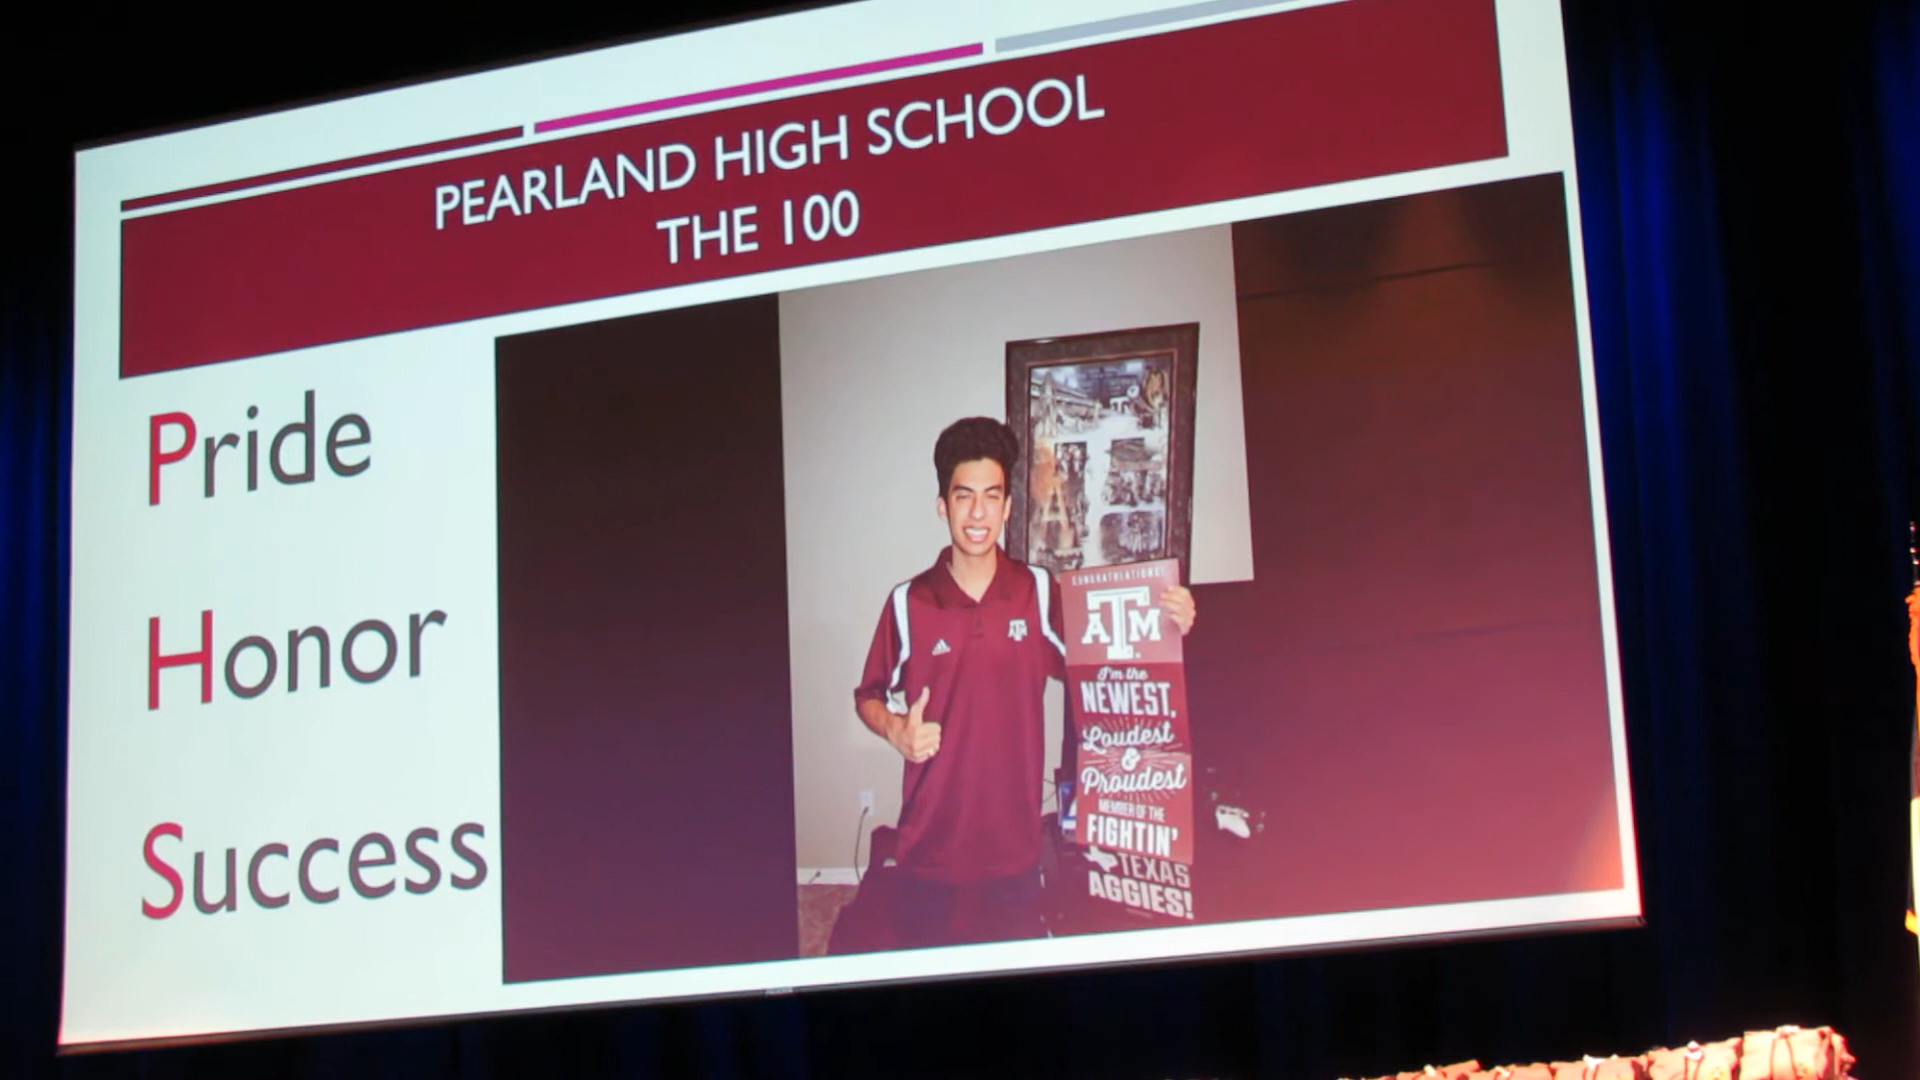 PEARLAND HIGH SCHOOL
THE 100
Pride
Honor
Success
CONGRATULATIONS!
ATM
I'm the
NEWEST,
Loudest
&
Proudest
MEMBER OF THE
FIGHTIN'
TEXAS
AGGIES!
ATM